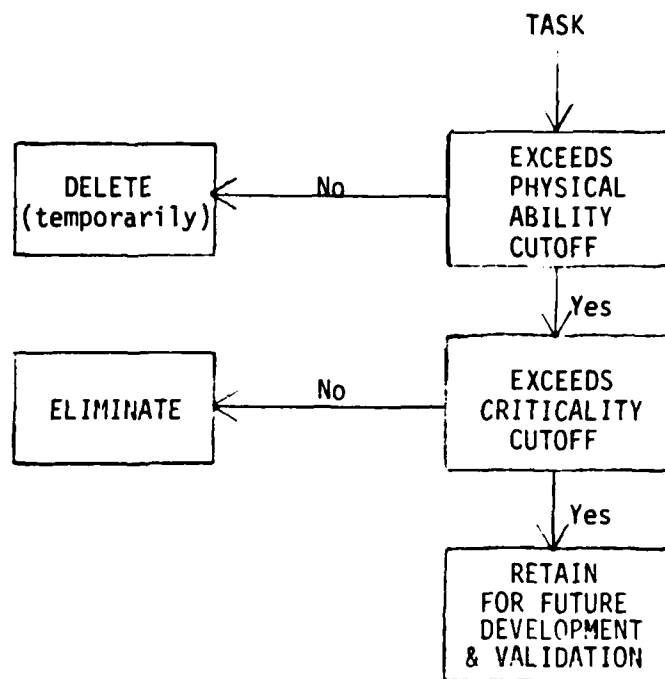 TASK
EXCEEDS
PHYSICAL
ABILITY
CUTOFF
No
DELETE
(temporarily)
Yes
EXCEEDS
CRITICALITY
CUTOFF
No
ELIMINATE
Yes
RETAIN
FOR FUTURE
DEVELOPMENT
& VALIDATION